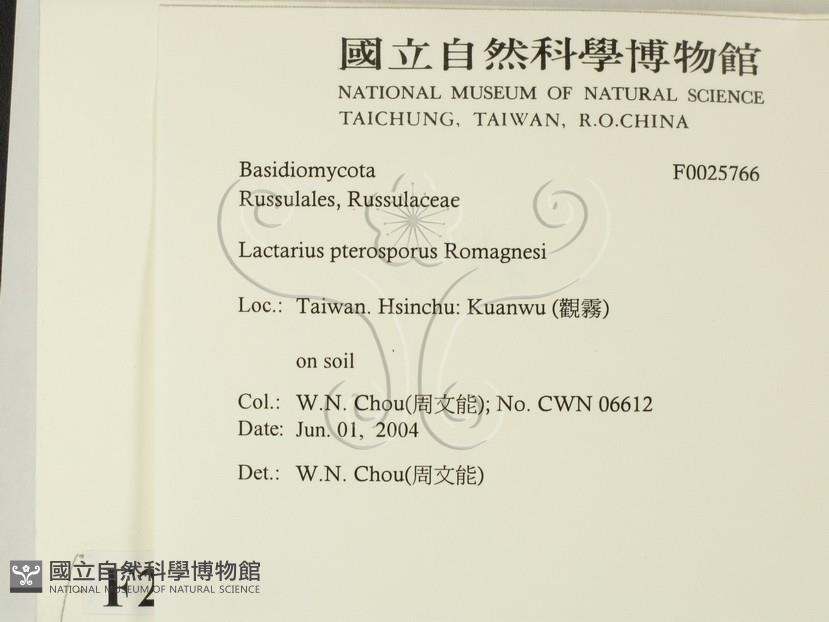 國立自然科學博物館
NATIONAL MUSEUM OF NATURAL SCIENCE
TAICHUNG, TAIWAN, R.O.CHINA
Basidiomycota F0025766
Russulales, Russulaceae
Lactarius pterosporus Romagnesi
Loc.: Taiwan. Hsinchu: Kuanwu (觀霧)
on soil
Col.: W.N. Chou(周文能); No. CWN 06612
Date: Jun. 01, 2004
Det.: W.N. Chou(周文能)
國立自然科學博物館
NATIONAL MUSEUM OF NATURAL SCIENCE
F2